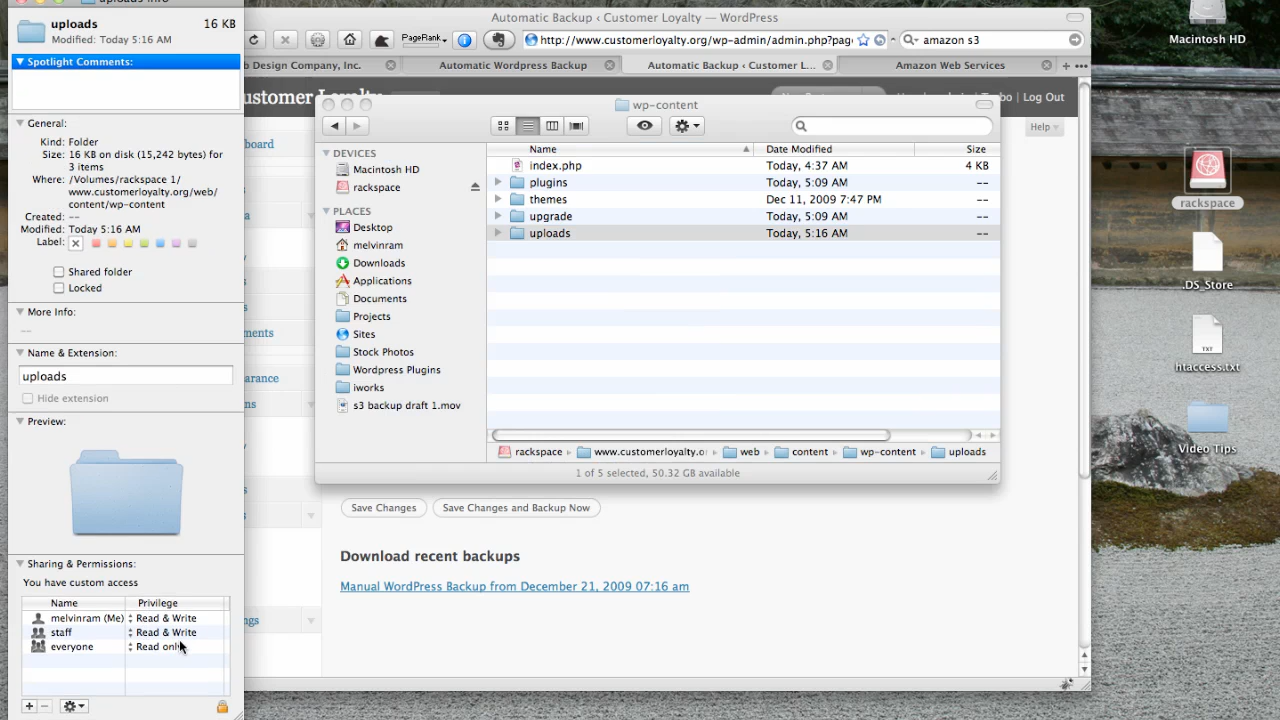 uploads info
uploads 16 KB
Modified: Today 5:16 AM
Spotlight Comments:
General:
Kind: Folder
Size: 16 KB on disk (15,242 bytes) for
3 items
Where: /Volumes/rackspace 1/
www.customerloyalty.org/web/
content/wp-content
Created: --
Modified: Today 5:16 AM
Label:
Shared folder
Locked
More Info:
--
Name & Extension:
uploads
Hide extension
Preview:
Sharing & Permissions:
You have custom access
Name Privilege
melvinram (Me) Read & Write
staff Read & Write
everyone Read only
Automatic Backup ‹ Customer Loyalty — WordPress
PageRank http://www.customerloyalty.org/wp-admin/admin.php?page amazon s3
b Design Company, Inc. Automatic Wordpress Backup Automatic Backup ‹ Customer L... Amazon Web Services
ustomer Loyalty Turbo | Log Out
Help
board
ments
arance
ns
ngs
wp-content
DEVICES
Macintosh HD
rackspace
PLACES
Desktop
melvinram
Downloads
Applications
Documents
Projects
Sites
Stock Photos
Wordpress Plugins
iworks
s3 backup draft 1.mov
Name Date Modified Size
index.php Today, 4:37 AM 4 KB
plugins Today, 5:09 AM --
themes Dec 11, 2009 7:47 PM --
upgrade Today, 5:09 AM --
uploads Today, 5:16 AM --
rackspace www.customerloyalty.or web content wp-content uploads
1 of 5 selected, 50.32 GB available
Save Changes Save Changes and Backup Now
Download recent backups
Manual WordPress Backup from December 21, 2009 07:16 am
Macintosh HD
rackspace
.DS_Store
TXT
htaccess.txt
Video Tips